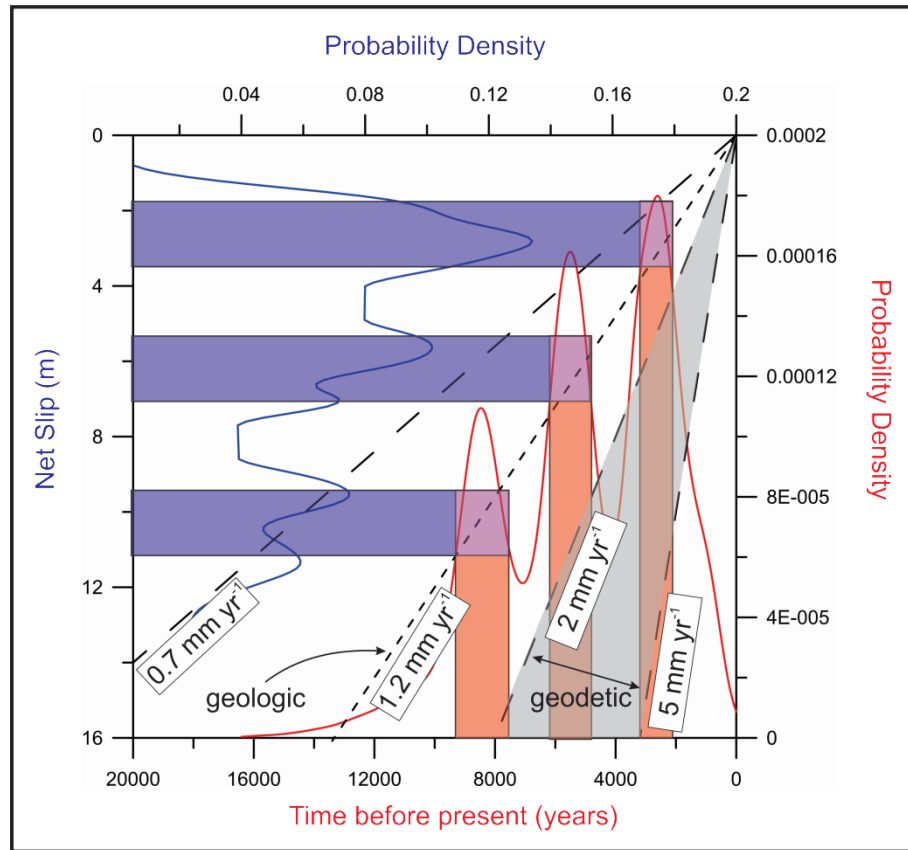 Probability Density
0.04 0.08 0.12 0.16 0.2
0 0.0002
4 0.00016
0.00012
8 8E-005
12 4E-005
16 0
Net Slip (m)
Probability Density
0.7 mm yr⁻¹
1.2 mm yr⁻¹
2 mm yr⁻¹
5 mm yr⁻¹
geologic
geodetic
20000 16000 12000 8000 4000 0
Time before present (years)